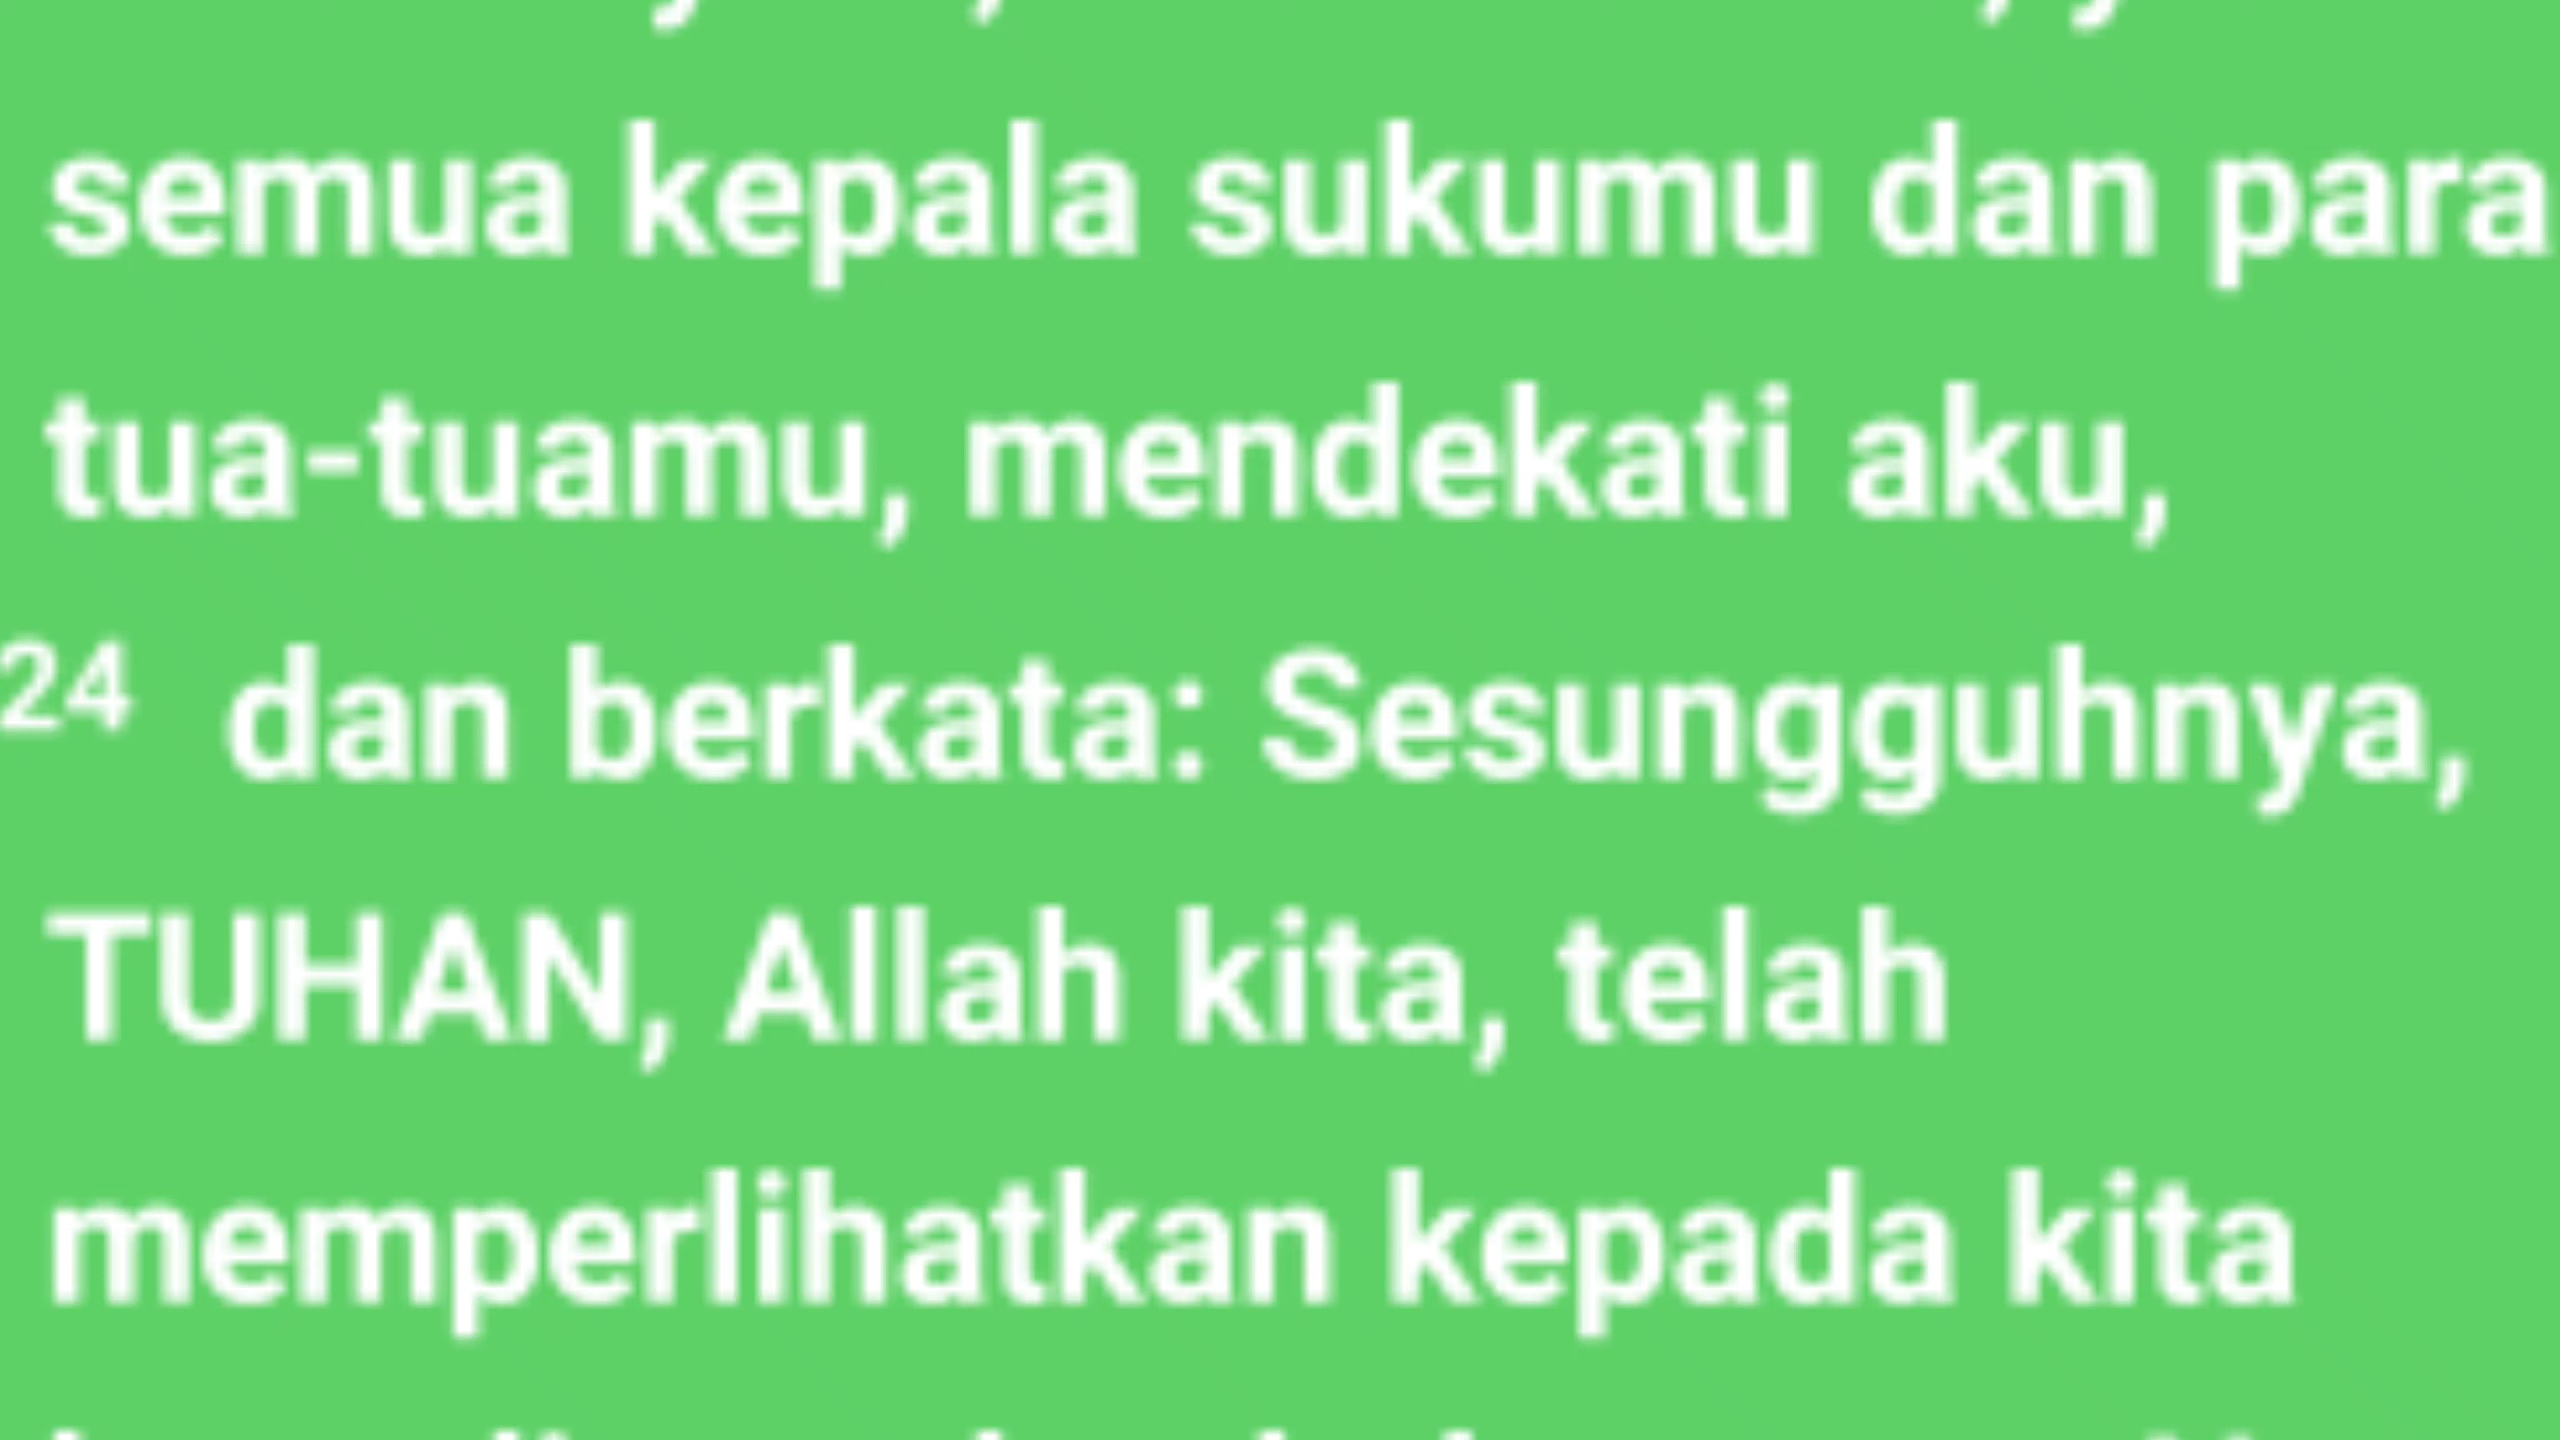 semua kepala sukumu dan para
tua-tuamu, mendekati aku,
24 dan berkata: Sesungguhnya,
TUHAN, Allah kita, telah
memperlihatkan kepada kita